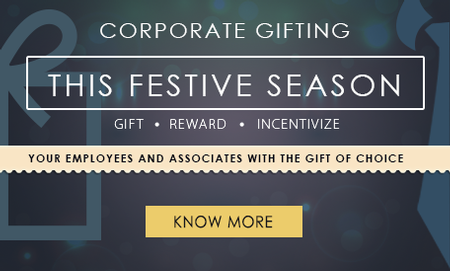 CORPORATE GIFTING
THIS FESTIVE SEASON
GIFT • REWARD • INCENTIVIZE
YOUR EMPLOYEES AND ASSOCIATES WITH THE GIFT OF CHOICE
KNOW MORE